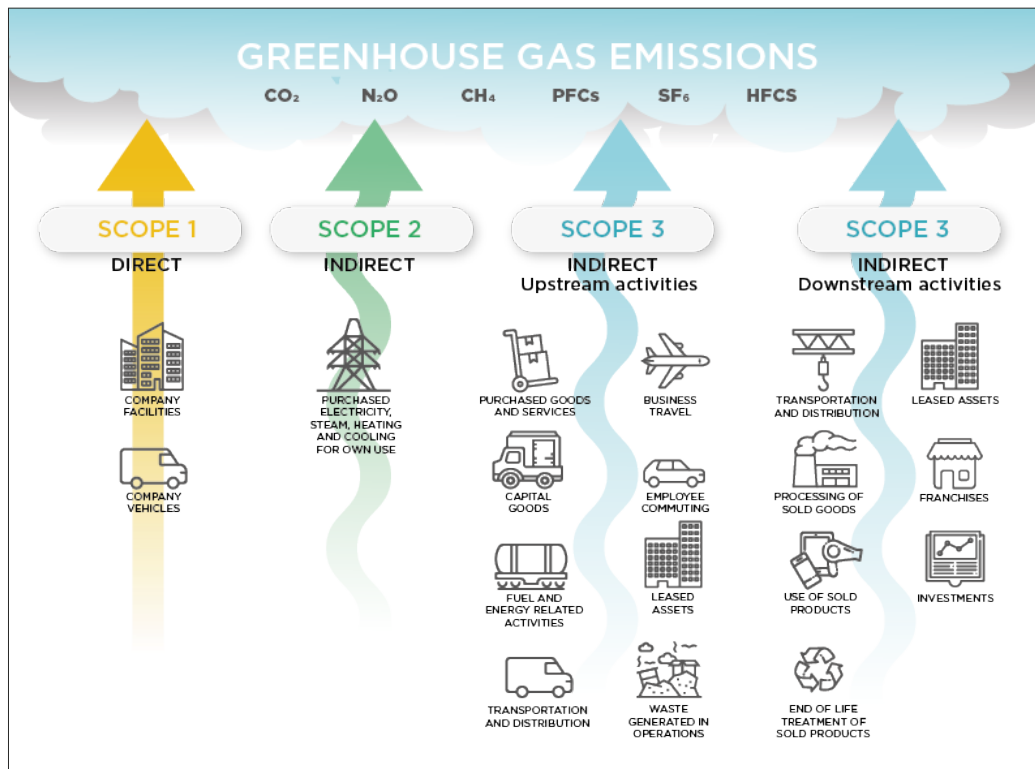 GREENHOUSE GAS EMISSIONS
CO₂ N₂O CH₄ PFCs SF₆ HFCS
SCOPE 1
DIRECT
COMPANY
FACILITIES
COMPANY
VEHICLES
SCOPE 2
INDIRECT
PURCHASED
ELECTRICITY,
STEAM, HEATING
AND COOLING
FOR OWN USE
SCOPE 3
INDIRECT
Upstream activities
PURCHASED GOODS
AND SERVICES
BUSINESS
TRAVEL
CAPITAL
GOODS
EMPLOYEE
COMMUTING
FUEL AND
ENERGY RELATED
ACTIVITIES
LEASED
ASSETS
TRANSPORTATION
AND DISTRIBUTION
WASTE
GENERATED IN
OPERATIONS
SCOPE 3
INDIRECT
Downstream activities
TRANSPORTATION
AND DISTRIBUTION
LEASED ASSETS
PROCESSING OF
SOLD GOODS
FRANCHISES
USE OF SOLD
PRODUCTS
INVESTMENTS
END OF LIFE
TREATMENT OF
SOLD PRODUCTS